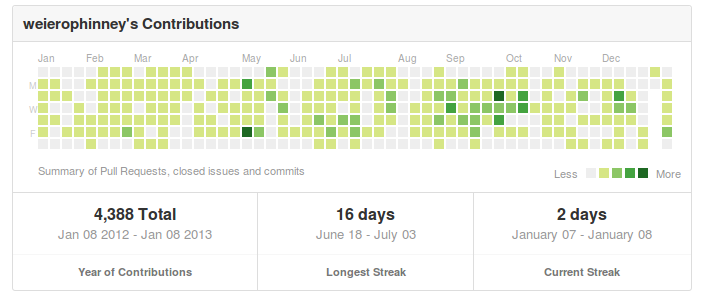 weierophinney's Contributions
Jan Feb Mar Apr May Jun Jul Aug Sep Oct Nov Dec
M
W
F
Summary of Pull Requests, closed issues and commits
Less More
4,388 Total
Jan 08 2012 - Jan 08 2013
Year of Contributions
16 days
June 18 - July 03
Longest Streak
2 days
January 07 - January 08
Current Streak